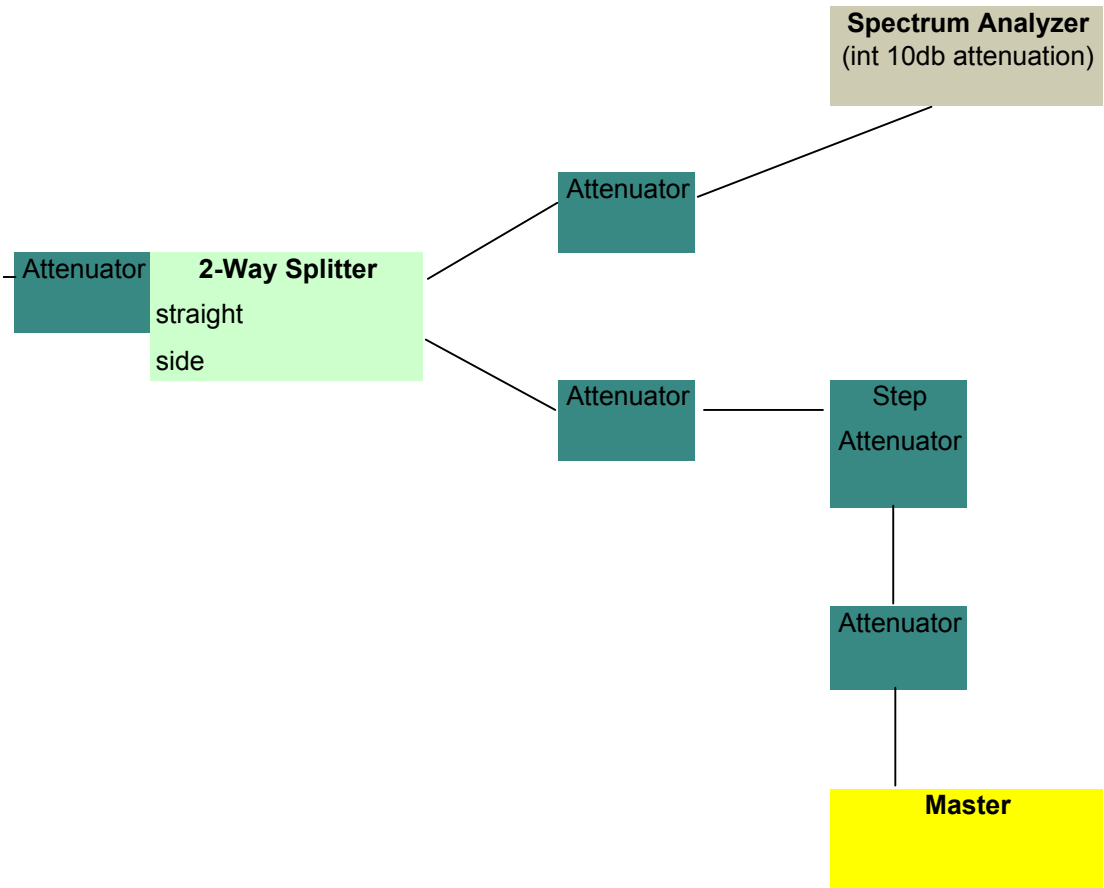 Spectrum Analyzer
(int 10db attenuation)
Attenuator
Attenuator
2-Way Splitter
straight
side
Attenuator
Step
Attenuator
Attenuator
Master